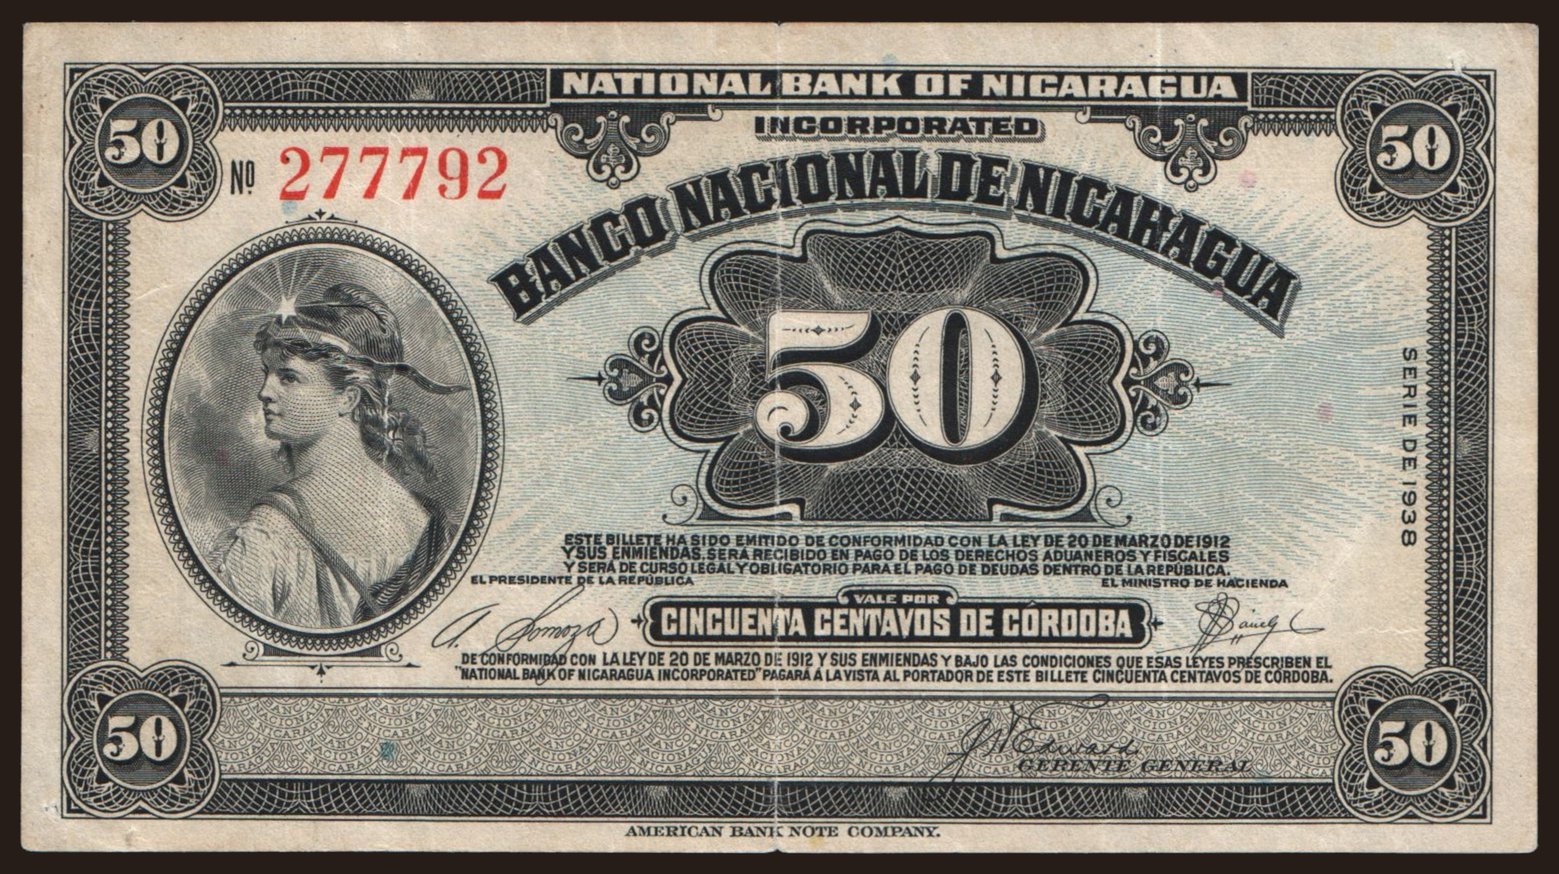 NATIONAL BANK OF NICARAGUA
INCORPORATED
BANCO NACIONAL DE NICARAGUA
50
50
Nº 277792
50
SERIE DE 1938
ESTE BILLETE HA SIDO EMITIDO DE CONFORMIDAD CON LA LEY DE 20 DE MARZO DE 1912
Y SUS ENMIENDAS. SERÁ RECIBIDO EN PAGO DE LOS DERECHOS ADUANEROS Y FISCALES
Y SERÁ DE CURSO LEGAL Y OBLIGATORIO PARA EL PAGO DE DEUDAS DENTRO DE LA REPÚBLICA.
EL PRESIDENTE DE LA REPÚBLICA
EL MINISTRO DE HACIENDA
VALE POR
A. Somoza
CINCUENTA CENTAVOS DE CÓRDOBA
DE CONFORMIDAD CON LA LEY DE 20 DE MARZO DE 1912 Y SUS ENMIENDAS Y BAJO LAS CONDICIONES QUE ESAS LEYES PRESCRIBEN EL
"NATIONAL BANK OF NICARAGUA INCORPORATED" PAGARÁ Á LA VISTA AL PORTADOR DE ESTE BILLETE CINCUENTA CENTAVOS DE CÓRDOBA.
50
50
GERENTE GENERAL
AMERICAN BANK NOTE COMPANY.